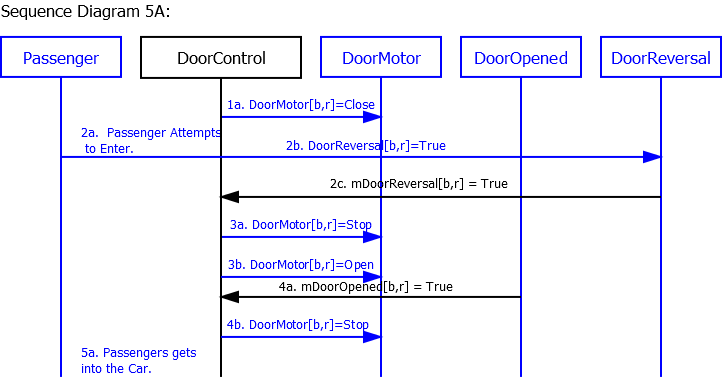 Sequence Diagram 5A:
Passenger
DoorControl
DoorMotor
DoorOpened
DoorReversal
1a. DoorMotor[b,r]=Close
2a. Passenger Attempts
to Enter.
2b. DoorReversal[b,r]=True
2c. mDoorReversal[b,r] = True
3a. DoorMotor[b,r]=Stop
3b. DoorMotor[b,r]=Open
4a. mDoorOpened[b,r] = True
4b. DoorMotor[b,r]=Stop
5a. Passengers gets
into the Car.